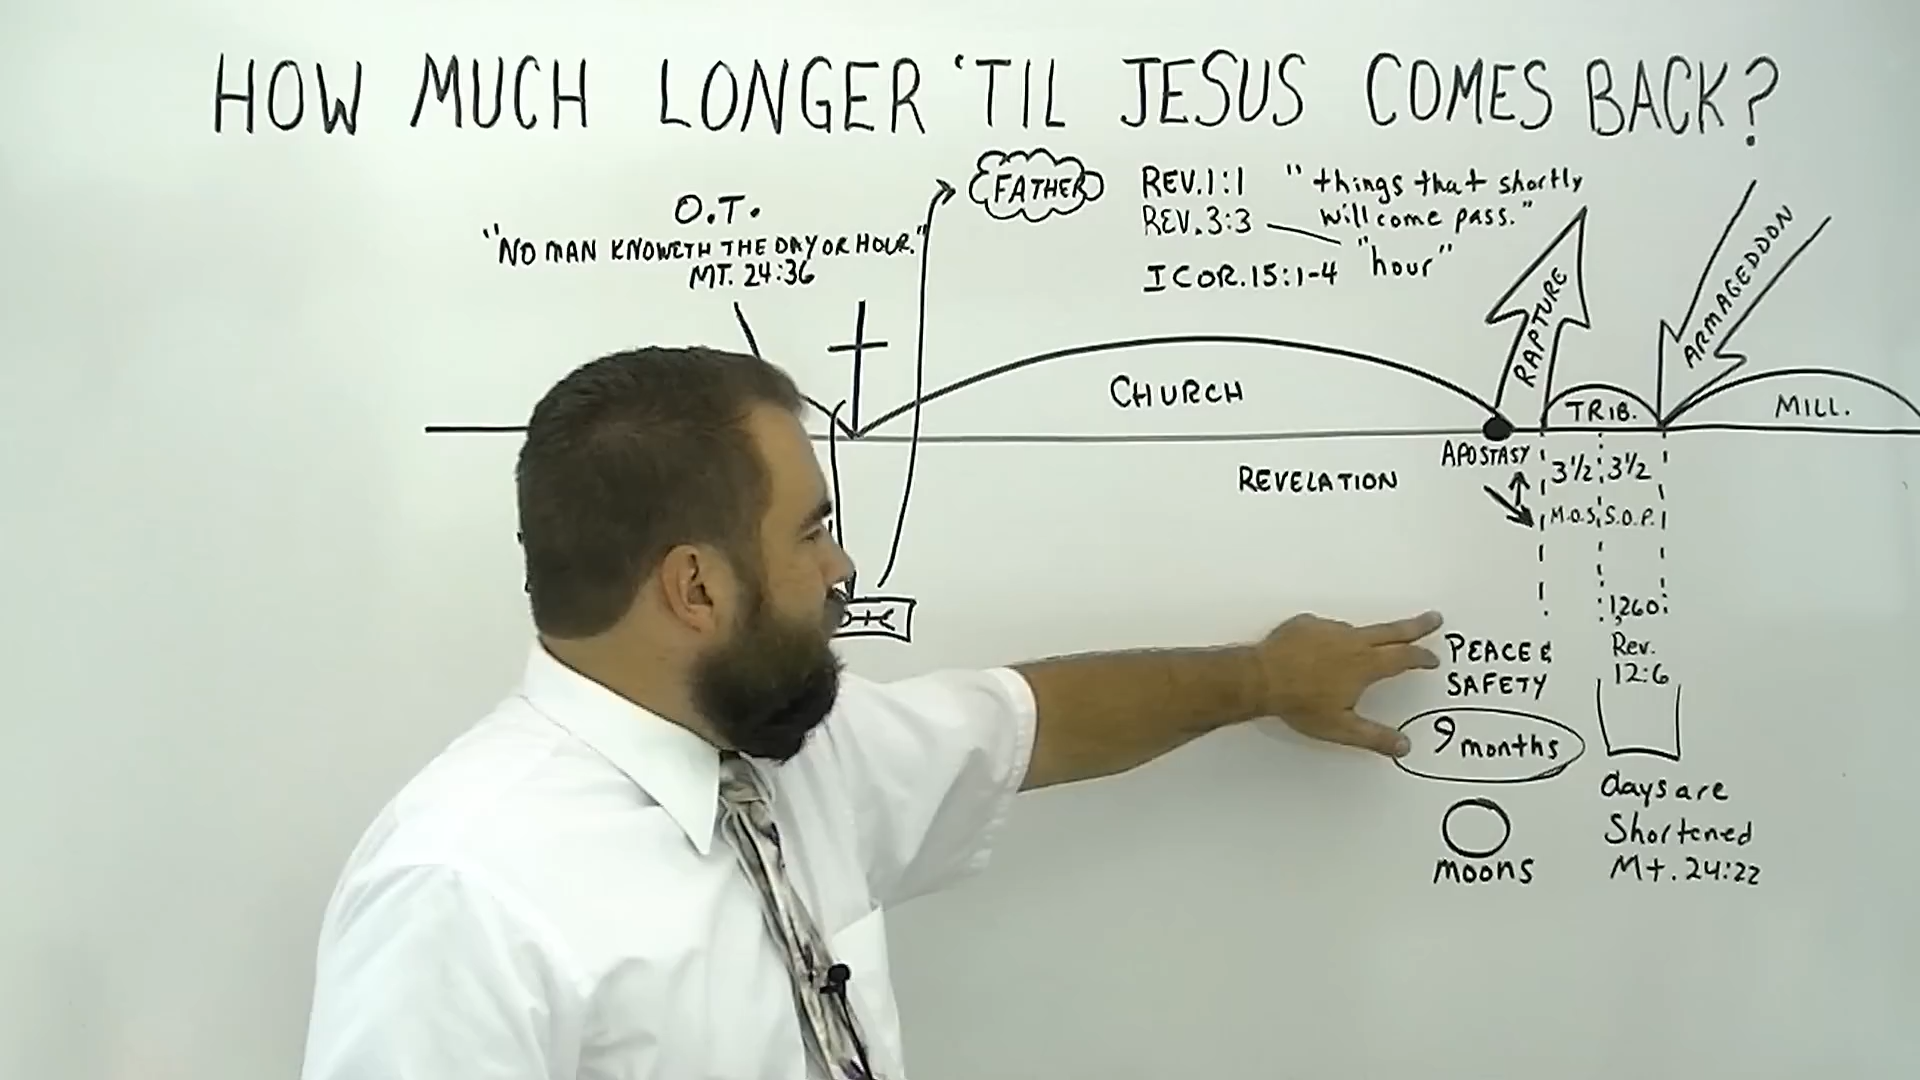 HOW MUCH LONGER 'TIL JESUS COMES BACK?
O.T.
"NO MAN KNOWETH THE DAY OR HOUR."
MT. 24:36
FATHER
REV. 1:1 "things that shortly
will come pass."
REV. 3:3
"hour"
I COR. 15:1-4
RAPTURE
ARMAGEDDON
CHURCH
TRIB.
MILL.
REVELATION
APOSTASY
3½ 3½
M.O.S. S.O.P.
1,260
Rev.
12:6
PEACE &
SAFETY
9 months
moons
days are
Shortened
Mt. 24:22